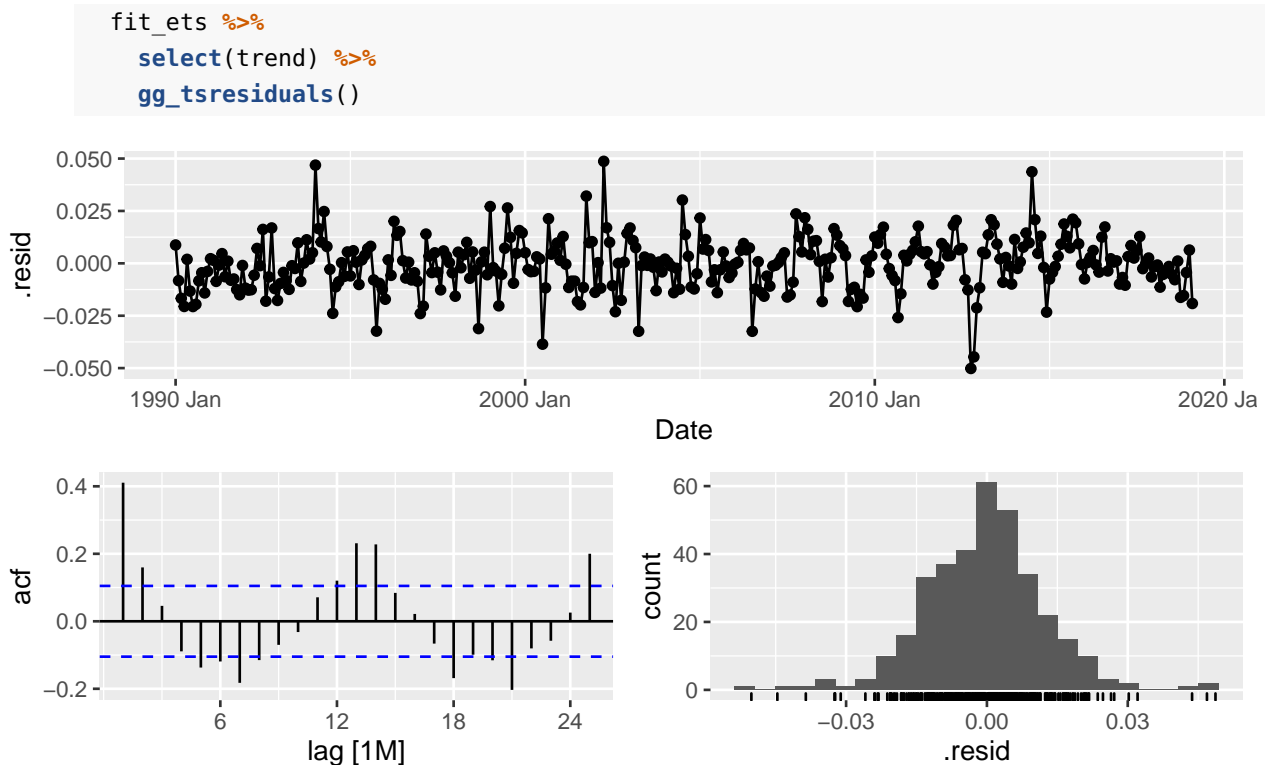 fit_ets %>%
select(trend) %>%
gg_tsresiduals()
0.050
0.025
0.000
−0.025
−0.050
.resid
1990 Jan
2000 Jan
2010 Jan
2020 Ja
Date
0.4
0.2
0.0
−0.2
acf
6
12
18
24
lag [1M]
60
40
20
0
count
−0.03
0.00
0.03
.resid